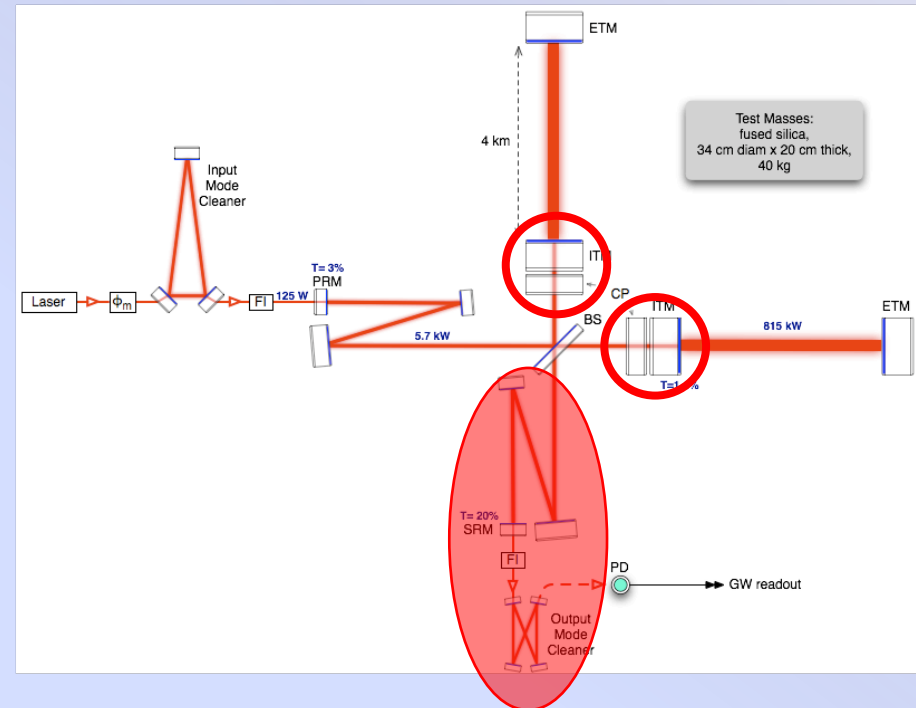 ETM
4 km
Test Masses:
fused silica,
34 cm diam x 20 cm thick,
40 kg
Input
Mode
Cleaner
ITM
T= 3%
PRM
Laser
ϕm
FI
125 W
CP
ITM
ETM
BS
815 kW
5.7 kW
T= 20%
SRM
FI
PD
GW readout
Output
Mode
Cleaner